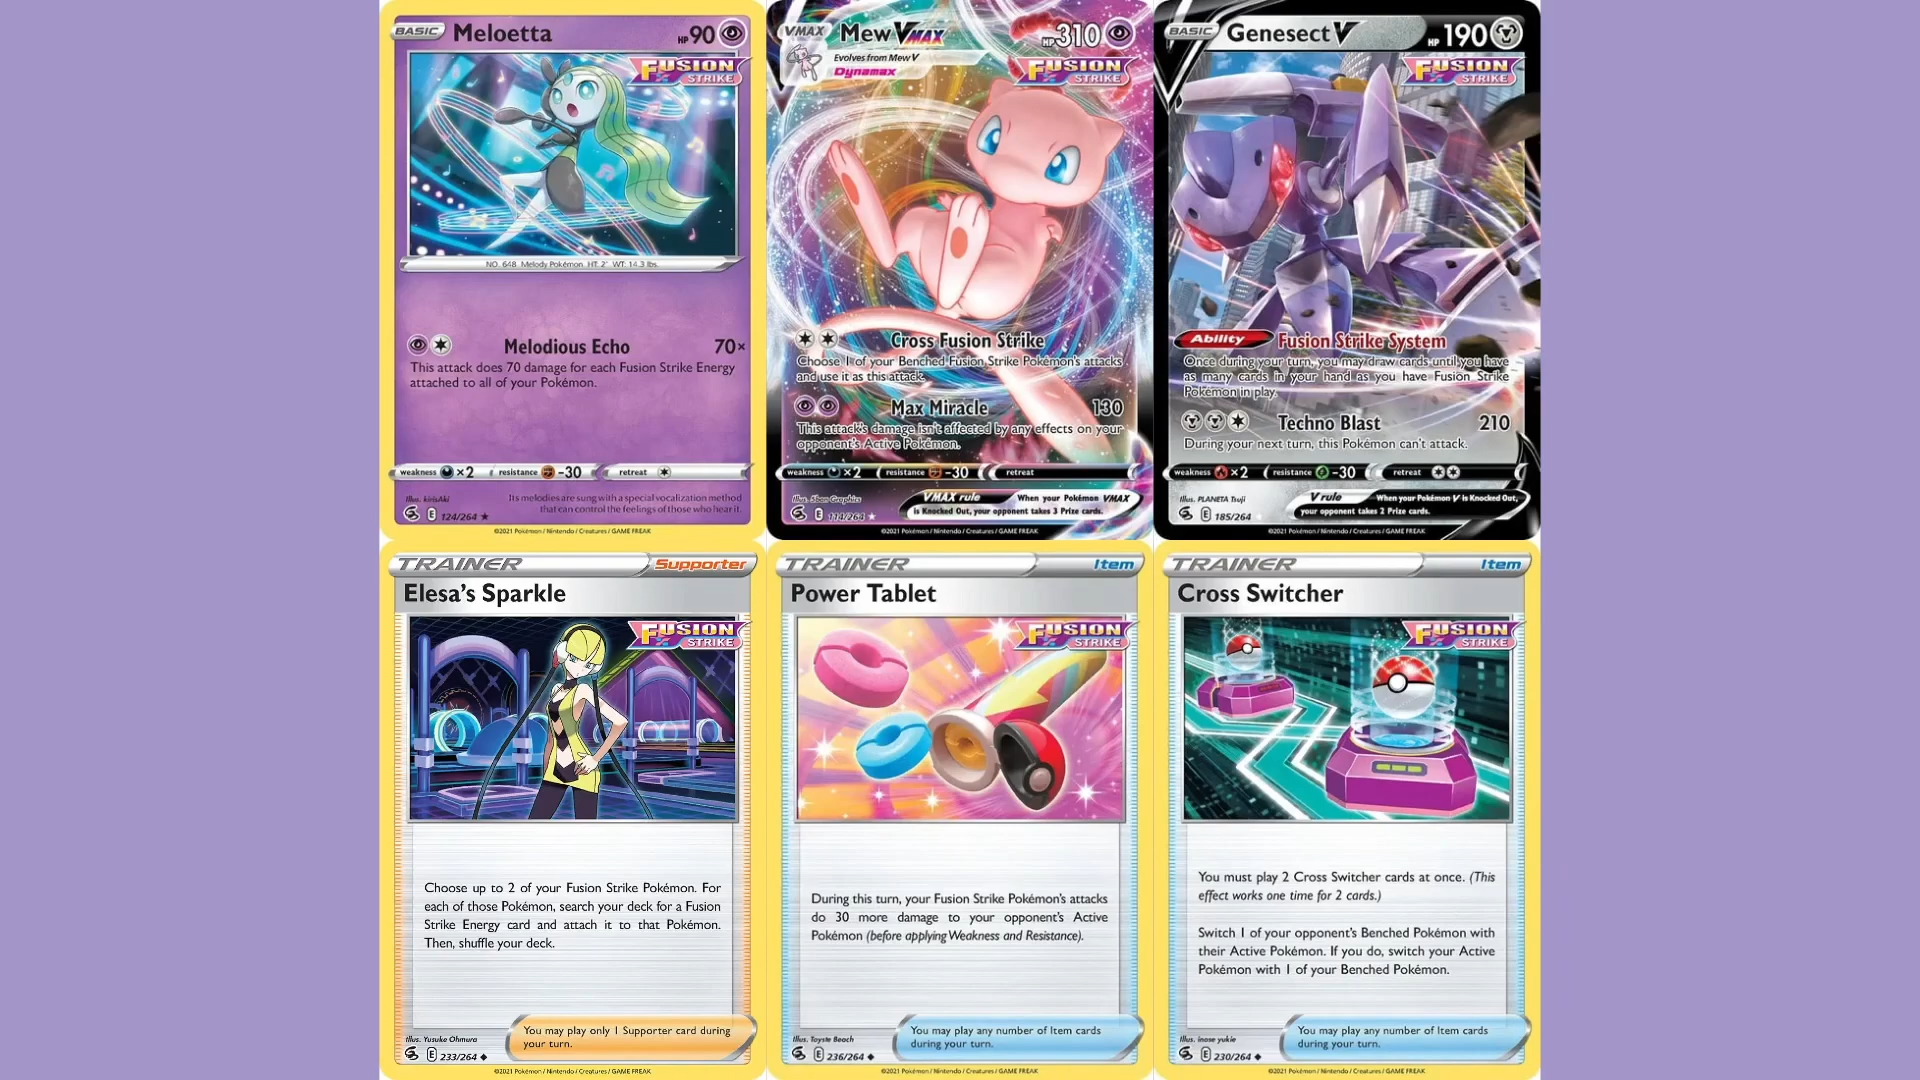 BASIC Meloetta HP 90
FUSION STRIKE
NO. 648 Melody Pokémon HT: 2' WT: 14.3 lbs.
Melodious Echo 70×
This attack does 70 damage for each Fusion Strike Energy
attached to all of your Pokémon.
weakness ×2 resistance -30 retreat
Illus. kirisAki
Its melodies are sung with a special vocalization method
that can control the feelings of those who hear it.
E 124/264 ★
©2021 Pokémon / Nintendo / Creatures / GAME FREAK
VMAX Mew VMAX HP 310
Evolves from Mew V
Dynamax
FUSION STRIKE
Cross Fusion Strike
Choose 1 of your Benched Fusion Strike Pokémon's attacks
and use it as this attack.
Max Miracle 130
This attack's damage isn't affected by any effects on your
opponent's Active Pokémon.
weakness ×2 resistance -30 retreat
Illus. 5ban Graphics
VMAX rule When your Pokémon VMAX
is Knocked Out, your opponent takes 3 Prize cards.
E 114/264 ★
©2021 Pokémon / Nintendo / Creatures / GAME FREAK
BASIC Genesect V HP 190
FUSION STRIKE
Ability Fusion Strike System
Once during your turn, you may draw cards until you have
as many cards in your hand as you have Fusion Strike
Pokémon in play.
Techno Blast 210
During your next turn, this Pokémon can't attack.
weakness ×2 resistance -30 retreat
Illus. PLANETA Tsuji
V rule When your Pokémon V is Knocked Out,
your opponent takes 2 Prize cards.
E 185/264
©2021 Pokémon / Nintendo / Creatures / GAME FREAK
TRAINER Supporter
Elesa's Sparkle
FUSION STRIKE
Choose up to 2 of your Fusion Strike Pokémon. For
each of those Pokémon, search your deck for a Fusion
Strike Energy card and attach it to that Pokémon.
Then, shuffle your deck.
You may play only 1 Supporter card during
your turn.
Illus. Yusuke Ohmura
E 233/264 ◆
©2021 Pokémon / Nintendo / Creatures / GAME FREAK
TRAINER Item
Power Tablet
FUSION STRIKE
During this turn, your Fusion Strike Pokémon's attacks
do 30 more damage to your opponent's Active
Pokémon (before applying Weakness and Resistance).
You may play any number of Item cards
during your turn.
Illus. Toyste Beach
E 236/264 ◆
©2021 Pokémon / Nintendo / Creatures / GAME FREAK
TRAINER Item
Cross Switcher
FUSION STRIKE
You must play 2 Cross Switcher cards at once. (This
effect works one time for 2 cards.)
Switch 1 of your opponent's Benched Pokémon with
their Active Pokémon. If you do, switch your Active
Pokémon with 1 of your Benched Pokémon.
You may play any number of Item cards
during your turn.
Illus. inose yukie
E 230/264 ◆
©2021 Pokémon / Nintendo / Creatures / GAME FREAK